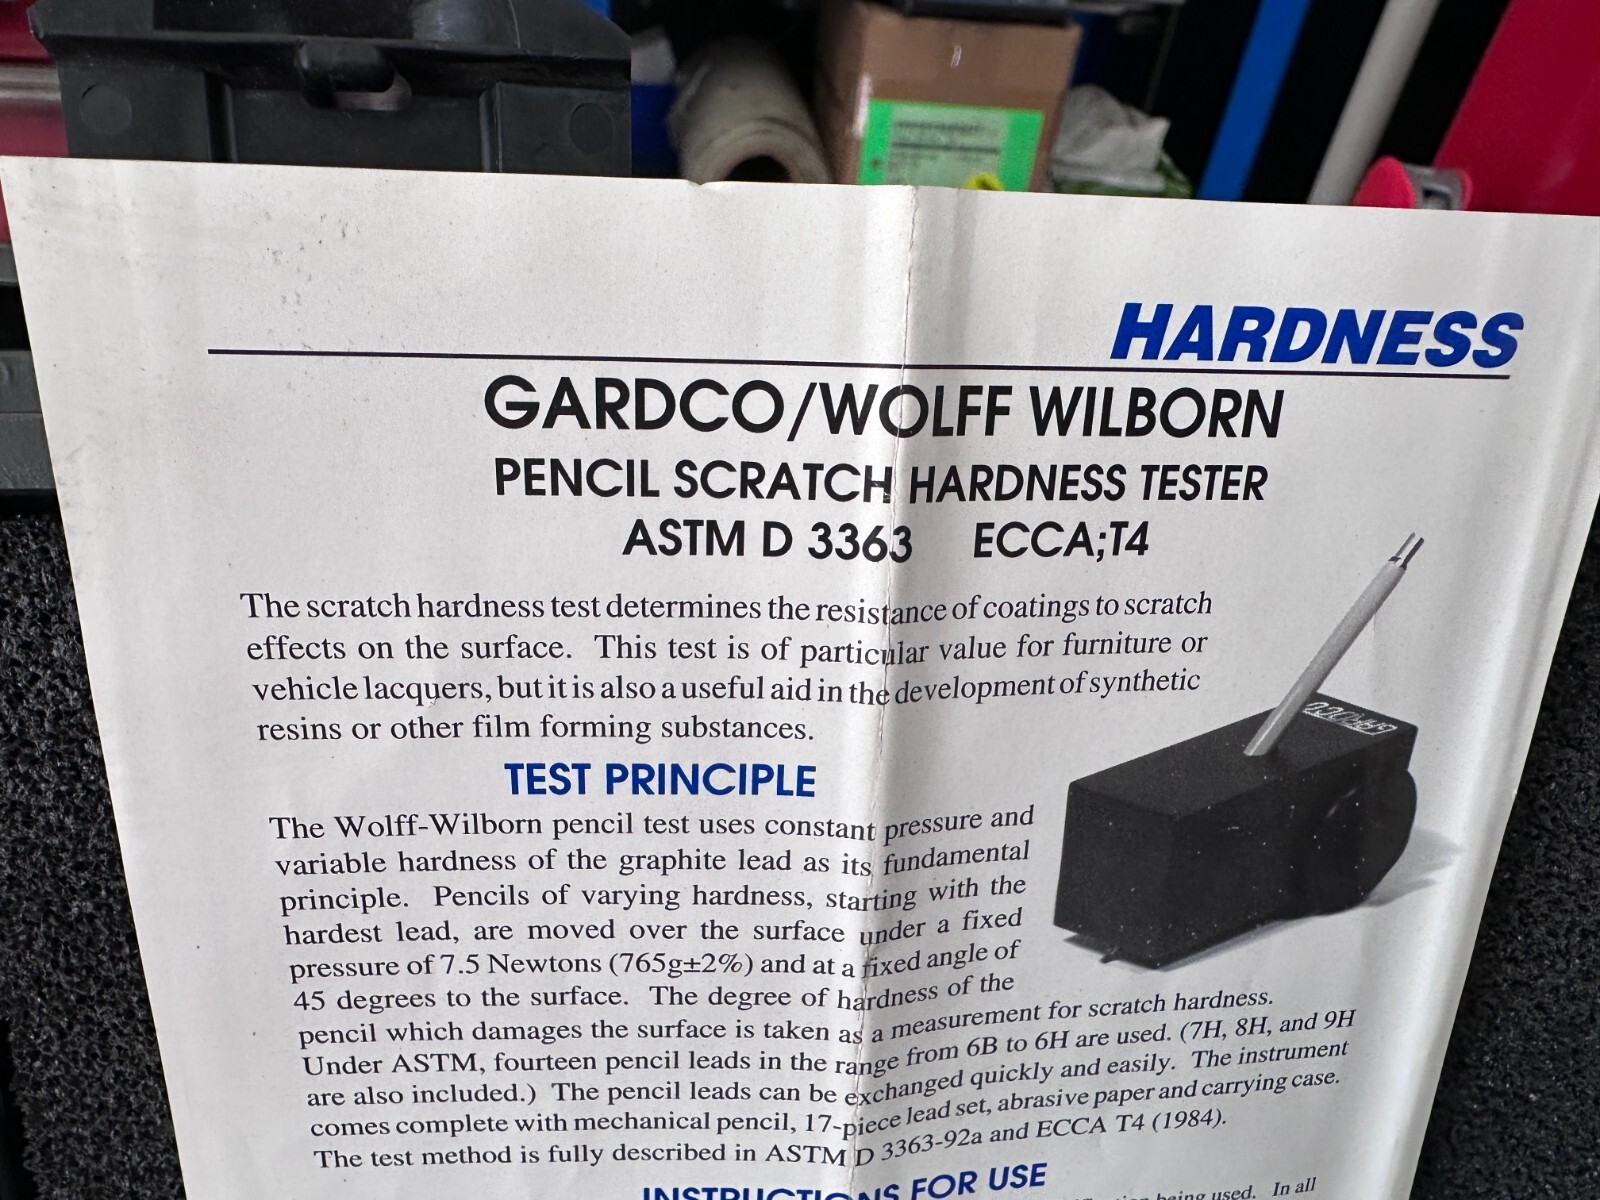 HARDNESS
GARDCO/WOLFF WILBORN
PENCIL SCRATCH HARDNESS TESTER
ASTM D 3363 ECCA;T4
The scratch hardness test determines the resistance of coatings to scratch
effects on the surface. This test is of particular value for furniture or
vehicle lacquers, but it is also a useful aid in the development of synthetic
resins or other film forming substances.
TEST PRINCIPLE
The Wolff-Wilborn pencil test uses constant pressure and
variable hardness of the graphite lead as its fundamental
principle. Pencils of varying hardness, starting with the
hardest lead, are moved over the surface under a fixed
pressure of 7.5 Newtons (765g±2%) and at a fixed angle of
45 degrees to the surface. The degree of hardness of the
pencil which damages the surface is taken as a measurement for scratch hardness.
Under ASTM, fourteen pencil leads in the range from 6B to 6H are used. (7H, 8H, and 9H
are also included.) The pencil leads can be exchanged quickly and easily. The instrument
comes complete with mechanical pencil, 17-piece lead set, abrasive paper and carrying case.
The test method is fully described in ASTM D 3363-92a and ECCA T4 (1984).
INSTRUCTIONS FOR USE
being used. In all